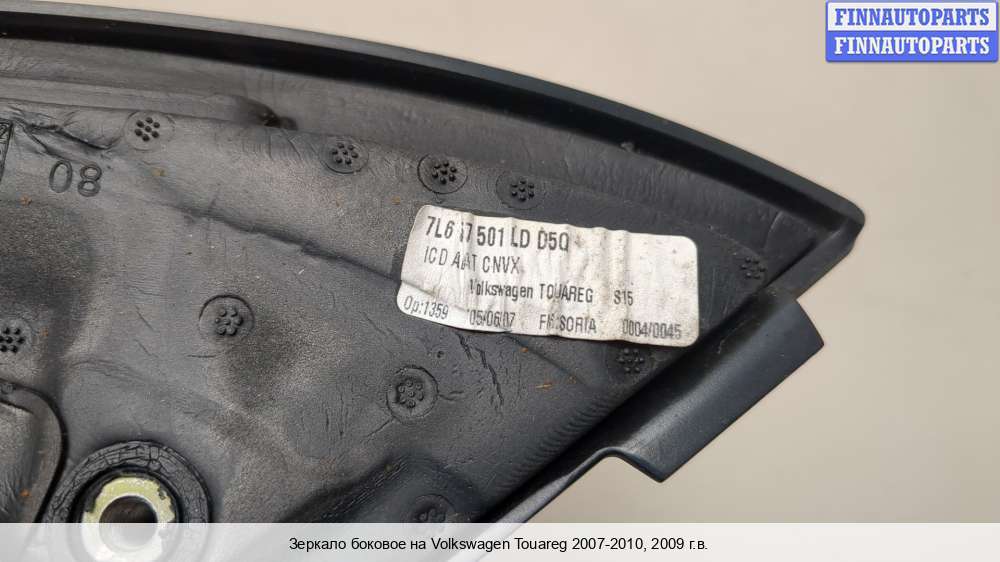 FINNAUTOPARTS
FINNAUTOPARTS
08
501 LD D5Q
ICD CNVX
Volkswagen TOUAREG S15
Op:1359 05/06/07 SORIA 0004/0045
Зеркало боковое на Volkswagen Touareg 2007-2010, 2009 г.в.